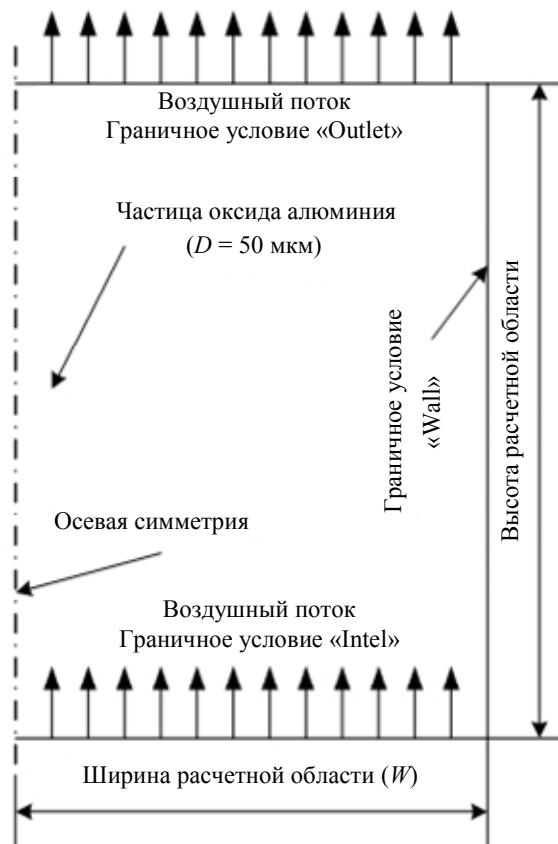 Воздушный поток
Граничное условие «Outlet»
Частица оксида алюминия
(D = 50 мкм)
Граничное условие
«Wall»
Высота расчетной области
Осевая симметрия
Воздушный поток
Граничное условие «Intel»
Ширина расчетной области (W)